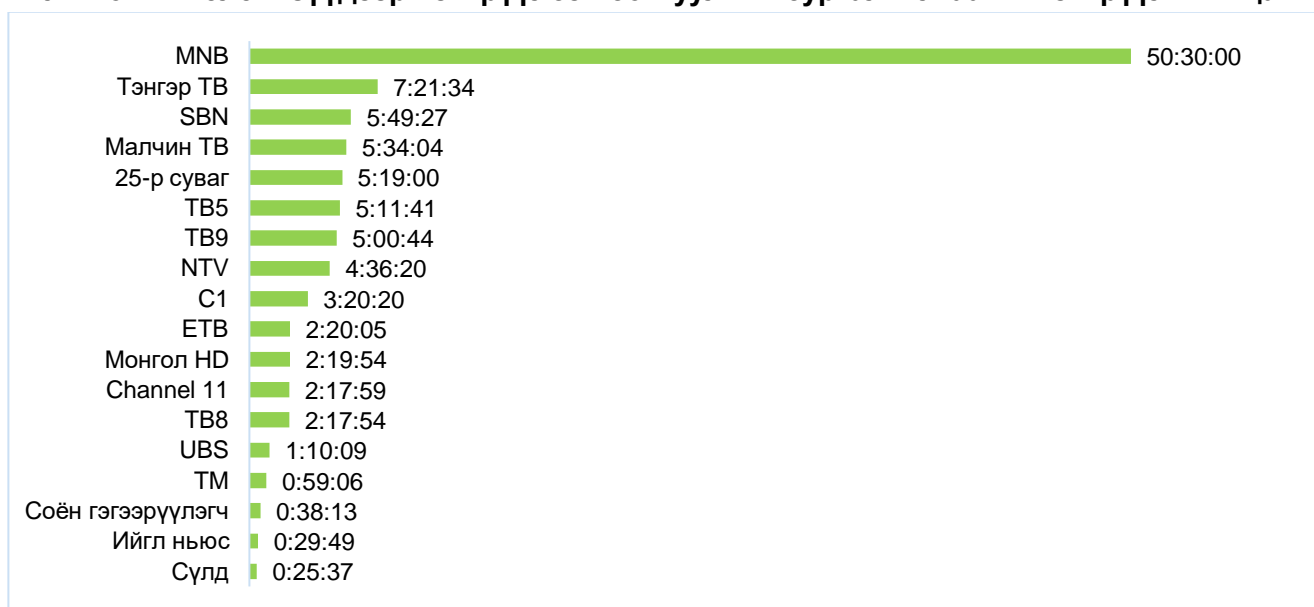 MNB 50:30:00
Тэнгэр ТВ 7:21:34
SBN 5:49:27
Малчин ТВ 5:34:04
25-р суваг 5:19:00
ТВ5 5:11:41
ТВ9 5:00:44
NTV 4:36:20
C1 3:20:20
ETB 2:20:05
Монгол HD 2:19:54
Channel 11 2:17:59
ТВ8 2:17:54
UBS 1:10:09
TM 0:59:06
Соён гэгээрүүлэгч 0:38:13
Ийгл ньюс 0:29:49
Сүлд 0:25:37